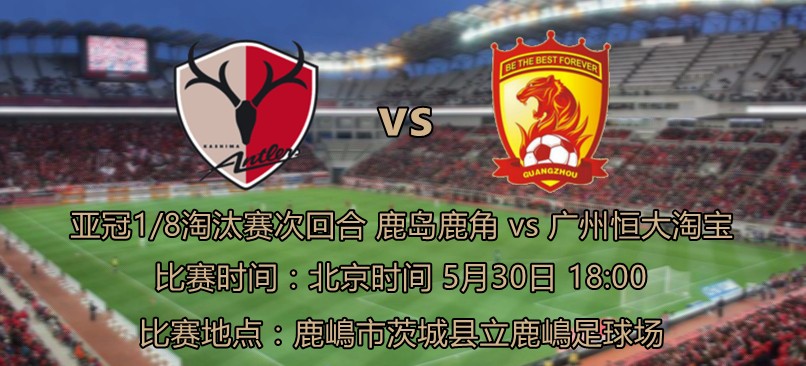 BE THE BEST FOREVER
vs
KASHIMA
Antlers
GUANGZHOU
亚冠1/8淘汰赛次回合 鹿岛鹿角 vs 广州恒大淘宝
比赛时间：北京时间 5月30日 18:00
比赛地点：鹿嶋市茨城县立鹿嶋足球场